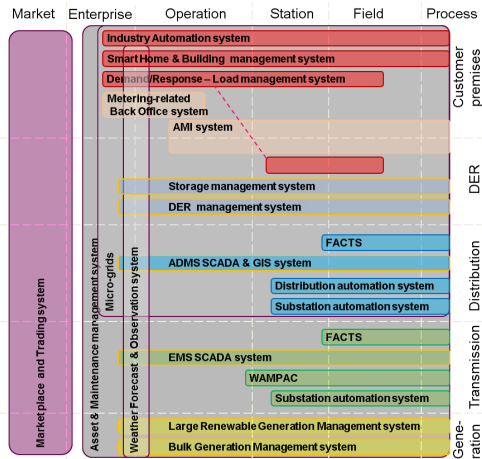 Market
Enterprise
Operation
Station
Field
Process
Industry Automation system
Smart Home & Building management system
Demand/Response – Load management system
Metering-related
Back Office system
AMI system
Storage management system
DER management system
FACTS
ADMS SCADA & GIS system
Distribution automation system
Substation automation system
FACTS
EMS SCADA system
WAMPAC
Substation automation system
Large Renewable Generation Management system
Bulk Generation Management system
Marketplace and Trading system
Asset & Maintenance management system
Micro-grids
Weather Forecast & Observation system
Customer
premises
DER
Distribution
Transmission
Gene-
ration